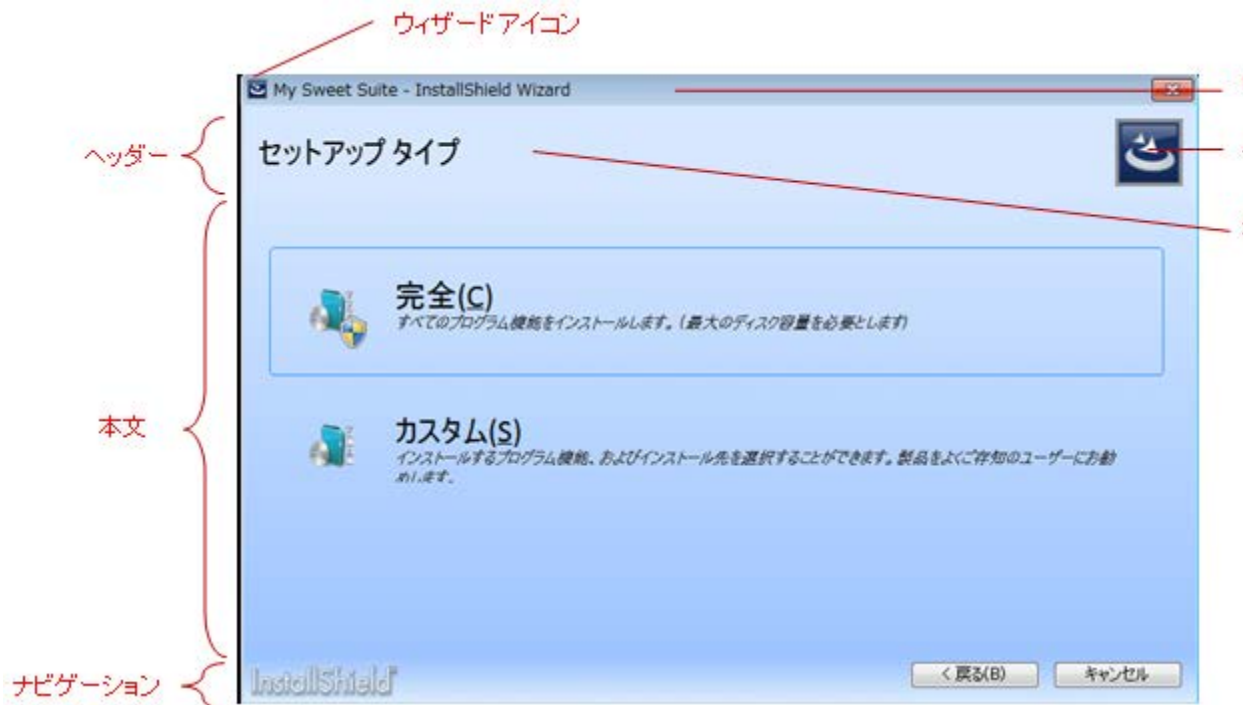 ウィザード アイコン
My Sweet Suite - InstallShield Wizard
ヘッダー
セットアップ タイプ
完全(C)
すべてのプログラム機能をインストールします。(最大のディスク容量を必要とします)
本文
カスタム(S)
インストールするプログラム機能、およびインストール先を選択することができます。製品をよくご存知のユーザーにお勧
めします。
ナビゲーション
InstallShield
< 戻る(B)
キャンセル